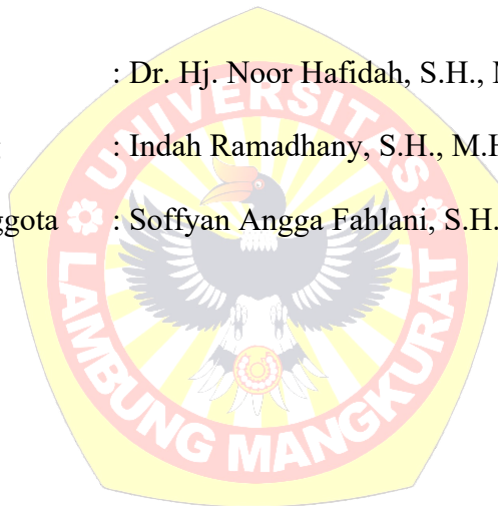 : Dr. Hj. Noor Hafidah, S.H.,
: Indah Ramadhany, S.H., M.H
ggota : Soffyan Angga Fahlani, S.H.
UNIVERSITAS
LAMBUNG MANGKURAT